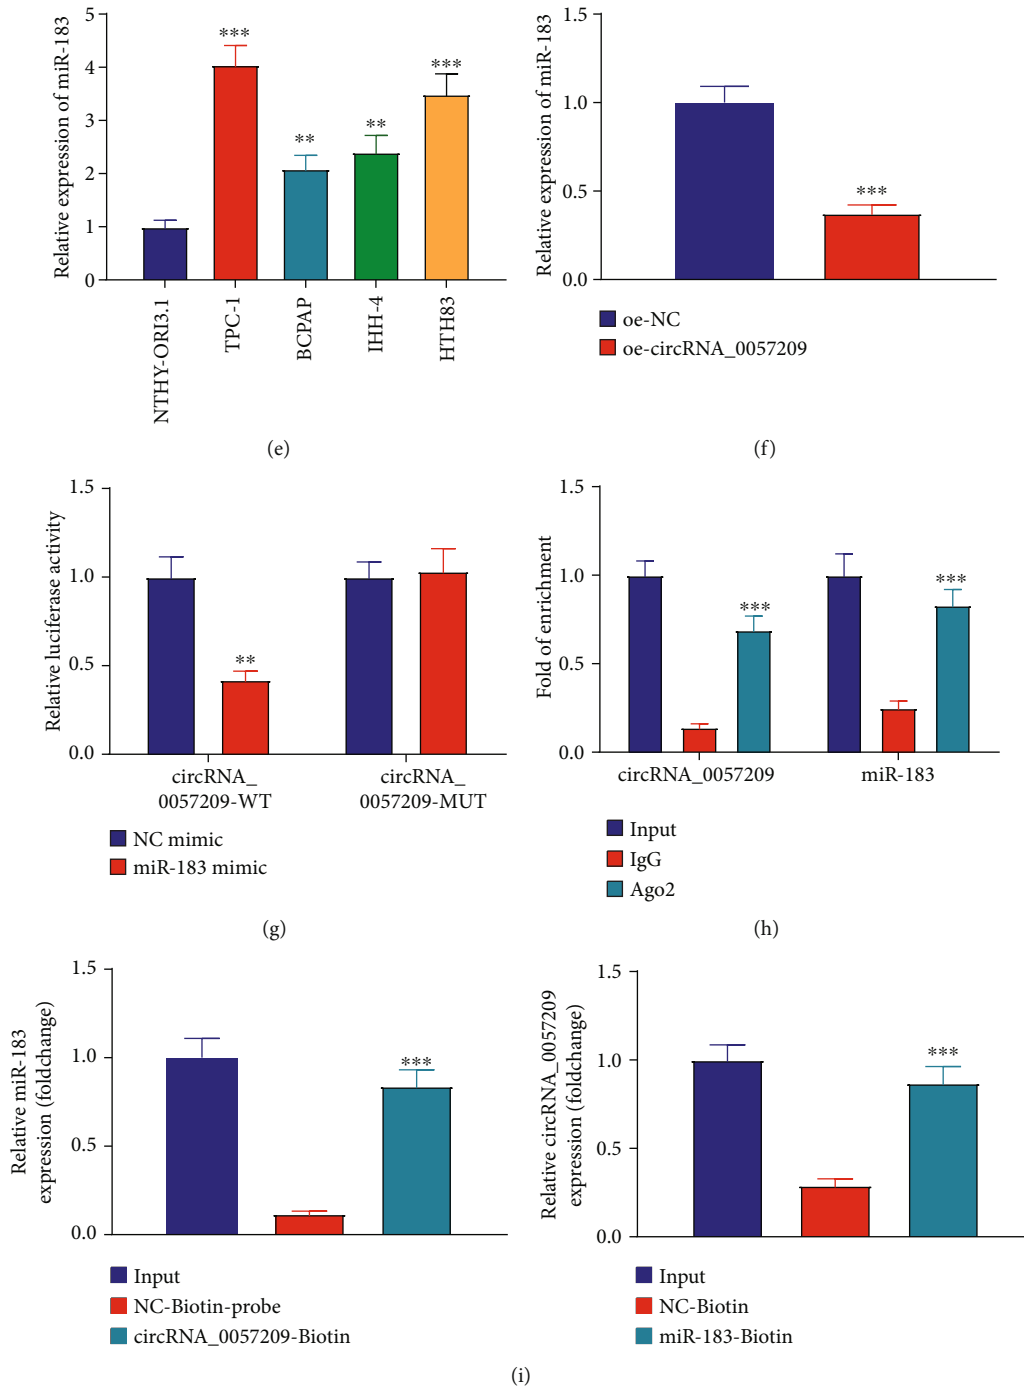 Relative expression of miR-183
5
4
3
2
1
0
***
**
**
***
NTHY-ORI3.1
TPC-1
BCPAP
IHH-4
HTH83
(e)
Relative expression of miR-183
1.5
1.0
0.5
0.0
***
oe-NC
oe-circRNA_0057209
(f)
Relative luciferase activity
1.5
1.0
0.5
0.0
**
circRNA_
0057209-WT
circRNA_
0057209-MUT
NC mimic
miR-183 mimic
(g)
Fold of enrichment
1.5
1.0
0.5
0.0
***
***
circRNA_0057209
miR-183
Input
IgG
Ago2
(h)
Relative miR-183
expression (foldchange)
1.5
1.0
0.5
0.0
***
Input
NC-Biotin-probe
circRNA_0057209-Biotin
Relative circRNA_0057209
expression (foldchange)
1.5
1.0
0.5
0.0
***
Input
NC-Biotin
miR-183-Biotin
(i)